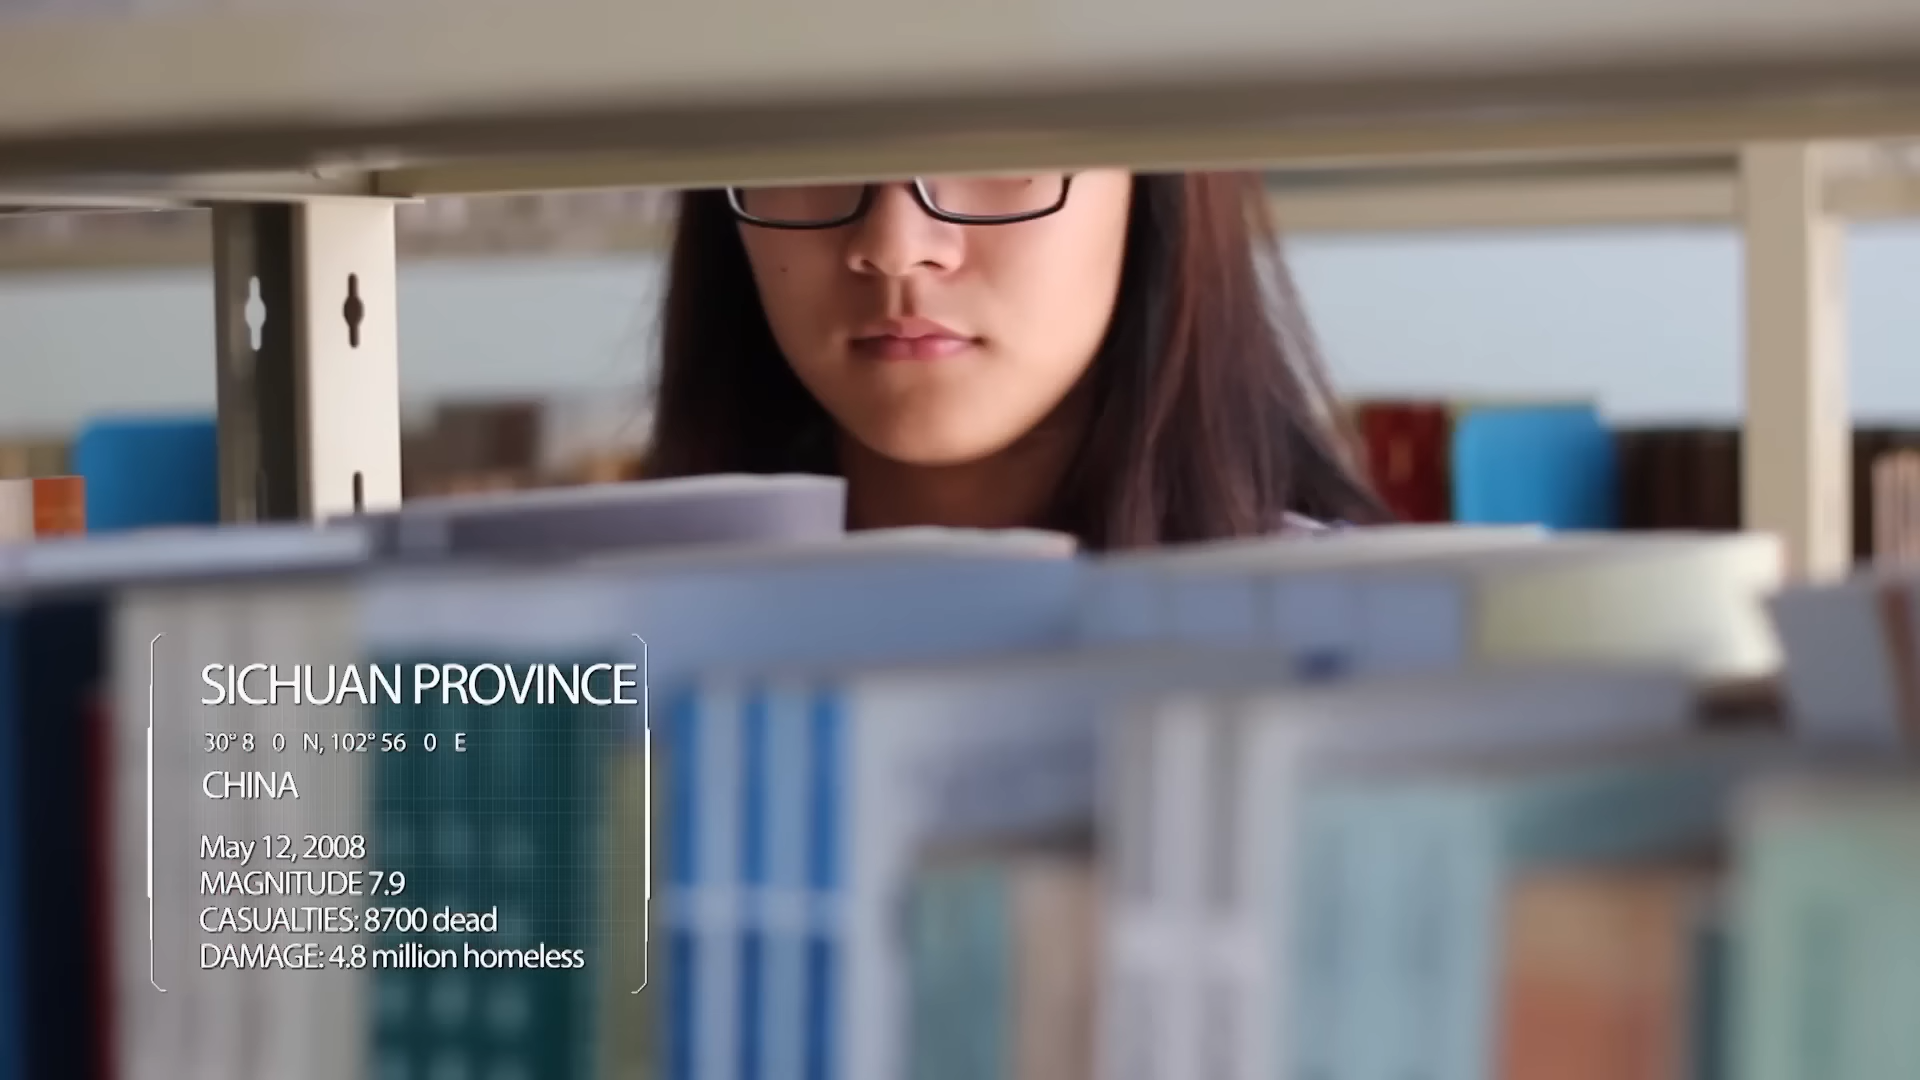 SICHUAN PROVINCE
30° 8 0 N, 102° 56 0 E
CHINA
May 12, 2008
MAGNITUDE 7.9
CASUALTIES: 8700 dead
DAMAGE: 4.8 million homeless